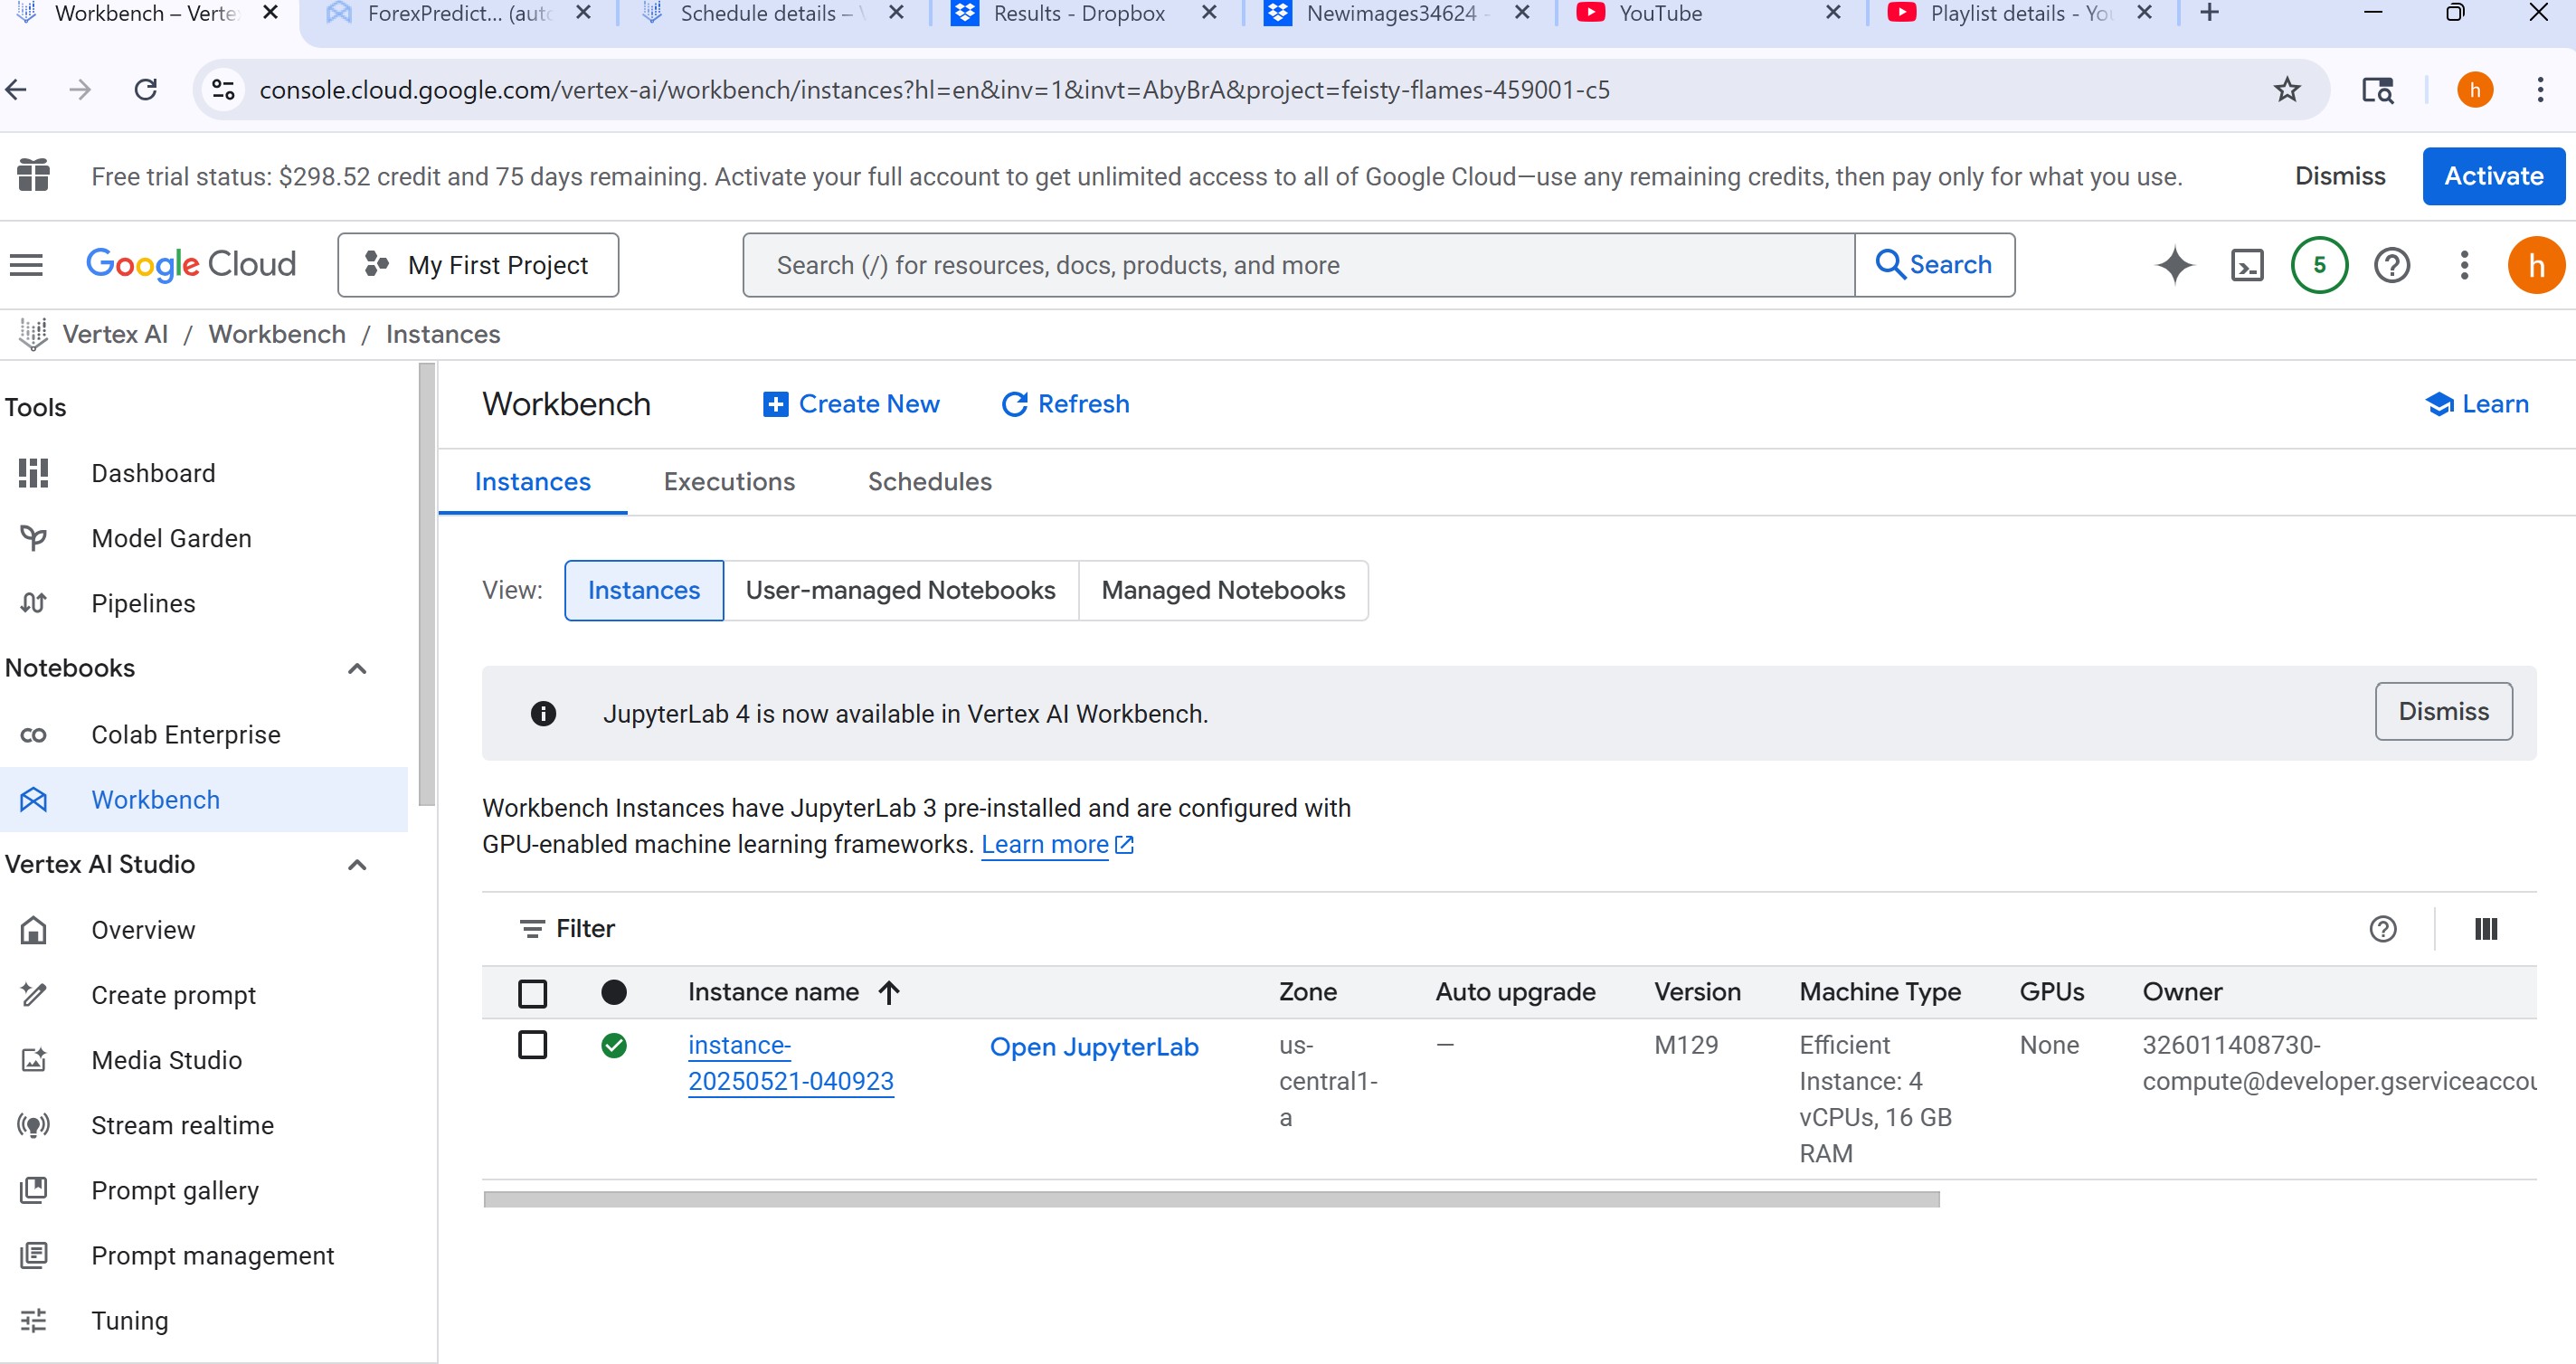 Workbench – Verte
ForexPredict... (auto
Schedule details –
Results - Dropbox
Newimages34624 -
YouTube
Playlist details - You
console.cloud.google.com/vertex-ai/workbench/instances?hl=en&inv=1&invt=AbyBrA&project=feisty-flames-459001-c5
h
Free trial status: $298.52 credit and 75 days remaining. Activate your full account to get unlimited access to all of Google Cloud—use any remaining credits, then pay only for what you use.
Dismiss
Activate
Google Cloud
My First Project
Search (/) for resources, docs, products, and more
Search
5
h
Vertex AI / Workbench / Instances
Tools
Dashboard
Model Garden
Pipelines
Notebooks
Colab Enterprise
Workbench
Vertex AI Studio
Overview
Create prompt
Media Studio
Stream realtime
Prompt gallery
Prompt management
Tuning
Workbench
Create New
Refresh
Learn
Instances
Executions
Schedules
View:
Instances
User-managed Notebooks
Managed Notebooks
JupyterLab 4 is now available in Vertex AI Workbench.
Dismiss
Workbench Instances have JupyterLab 3 pre-installed and are configured with
GPU-enabled machine learning frameworks. Learn more
Filter
Instance name
Zone
Auto upgrade
Version
Machine Type
GPUs
Owner
instance-
20250521-040923
Open JupyterLab
us-
central1-
a
—
M129
Efficient
Instance: 4
vCPUs, 16 GB
RAM
None
326011408730-
compute@developer.gserviceaccou